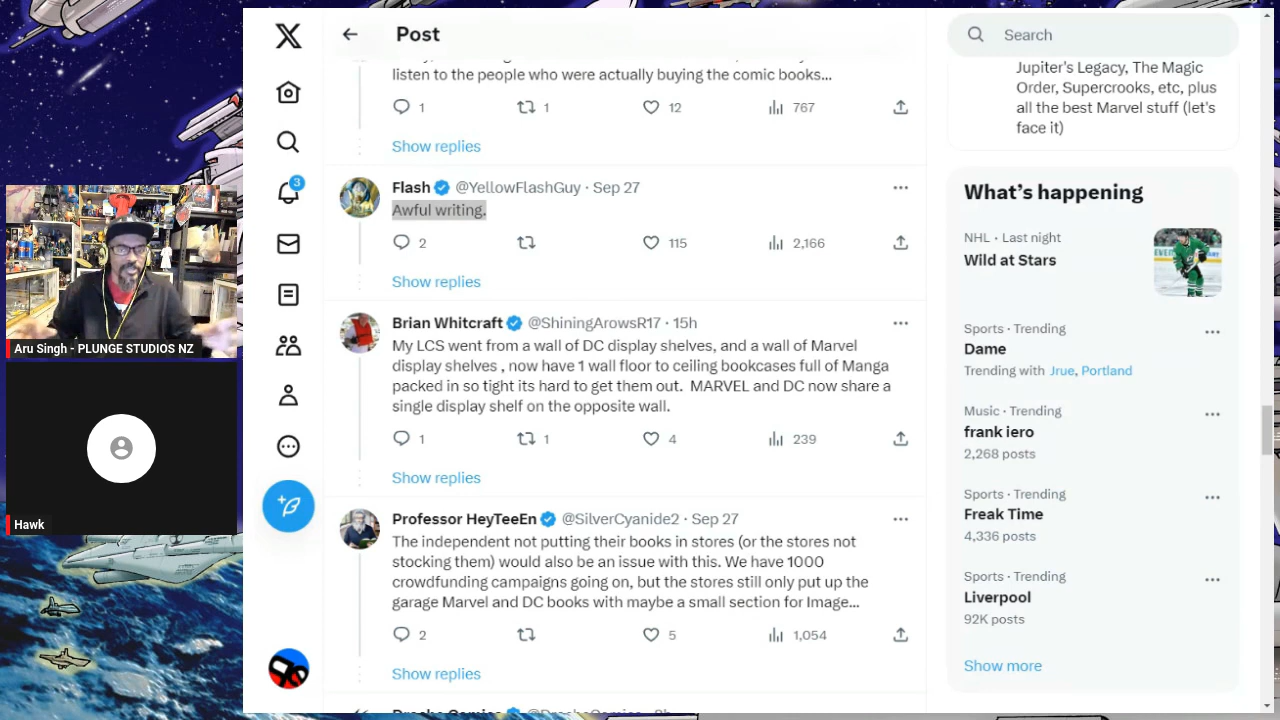 Post
listen to the people who were actually buying the comic books...
1
1
12
767
Show replies
Flash @YellowFlashGuy · Sep 27
Awful writing.
2
115
2,166
Show replies
Brian Whitcraft @ShiningArowsR17 · 15h
My LCS went from a wall of DC display shelves, and a wall of Marvel
display shelves , now have 1 wall floor to ceiling bookcases full of Manga
packed in so tight its hard to get them out. MARVEL and DC now share a
single display shelf on the opposite wall.
1
1
4
239
Show replies
Professor HeyTeeEn @SilverCyanide2 · Sep 27
The independent not putting their books in stores (or the stores not
stocking them) would also be an issue with this. We have 1000
crowdfunding campaigns going on, but the stores still only put up the
garage Marvel and DC books with maybe a small section for Image...
2
5
1,054
Show replies
3
Aru Singh - PLUNGE STUDIOS NZ
Hawk
Search
Jupiter's Legacy, The Magic
Order, Supercrooks, etc, plus
all the best Marvel stuff (let's
face it)
What's happening
NHL · Last night
Wild at Stars
Sports · Trending
Dame
Trending with Jrue, Portland
Music · Trending
frank iero
2,268 posts
Sports · Trending
Freak Time
4,336 posts
Sports · Trending
Liverpool
92K posts
Show more